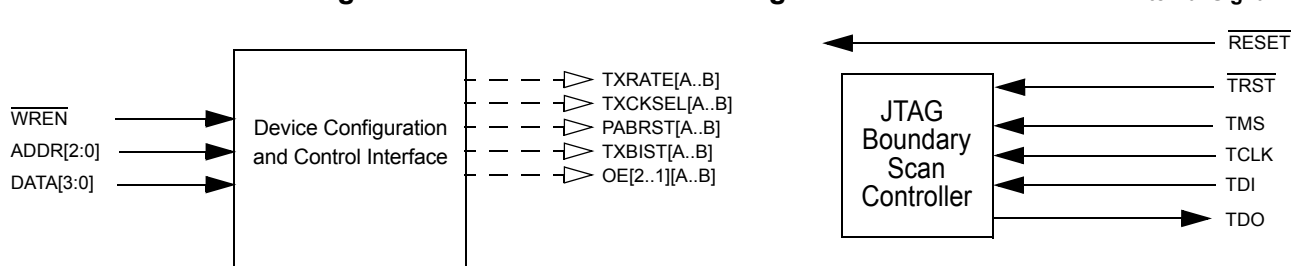 WREN
ADDR[2:0]
DATA[3:0]
Device Configuration
and Control Interface
TXRATE[A..B]
TXCKSEL[A..B]
PABRST[A..B]
TXBIST[A..B]
OE[2..1][A..B]
JTAG
Boundary
Scan
Controller
RESET
TRST
TMS
TCLK
TDI
TDO